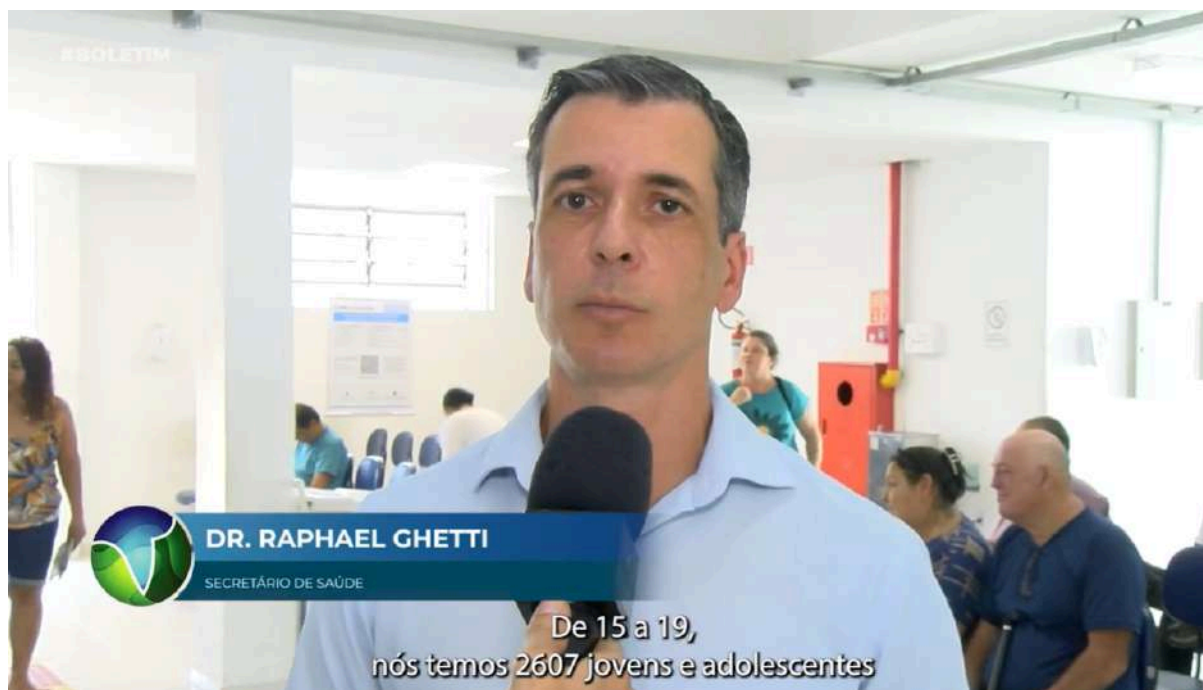 #BOLETIM
DR. RAPHAEL GHETTI
SECRETÁRIO DE SAÚDE
De 15 a 19,
nós temos 2607 jovens e adolescentes